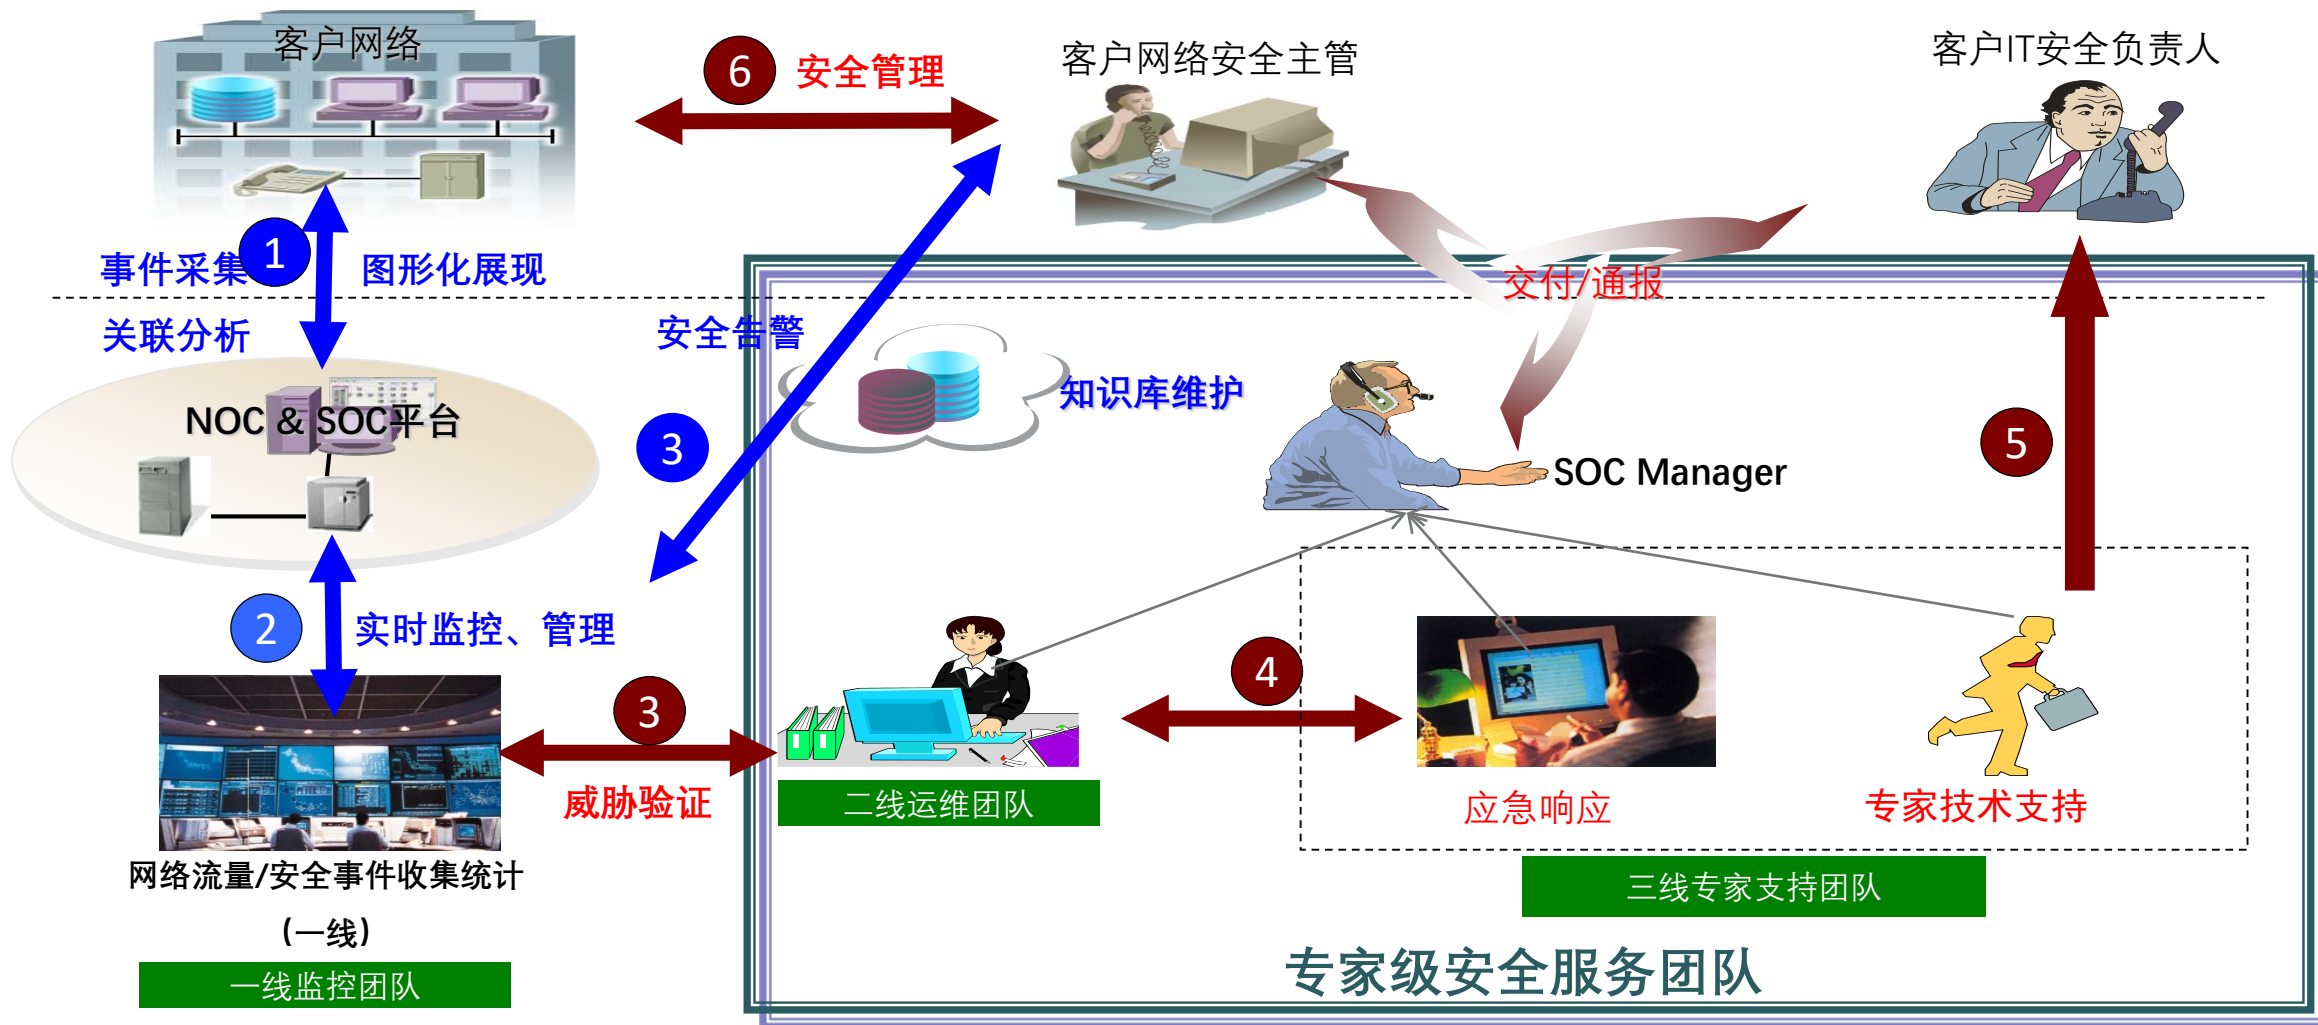 客户网络
6
安全管理
客户网络安全主管
客户IT安全负责人
事件采集
1
图形化展现
交付/通报
关联分析
安全告警
知识库维护
NOC & SOC平台
3
SOC Manager
5
2
实时监控、管理
3
4
威胁验证
二线运维团队
应急响应
专家技术支持
网络流量/安全事件收集统计
(一线)
三线专家支持团队
一线监控团队
专家级安全服务团队